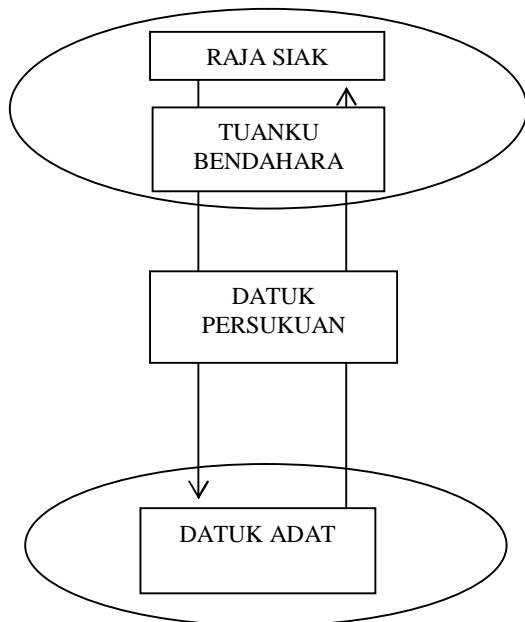 RAJA SIAK
TUANKU
BENDAHARA
DATUK
PERSUKUAN
DATUK ADAT